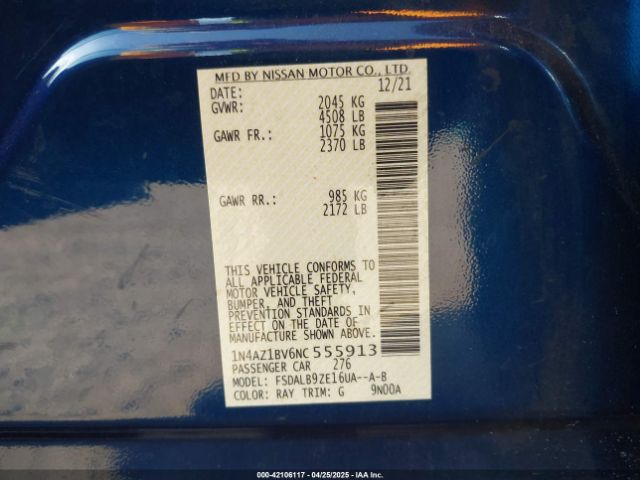 MFD BY NISSAN MOTOR CO., LTD.
DATE: 12/21
GVWR: 2045 KG
4508 LB
GAWR FR.: 1075 KG
2370 LB
GAWR RR.: 985 KG
2172 LB
THIS VEHICLE CONFORMS TO
ALL APPLICABLE FEDERAL
MOTOR VEHICLE SAFETY,
BUMPER, AND THEFT
PREVENTION STANDARDS IN
EFFECT ON THE DATE OF
MANUFACTURE SHOWN ABOVE.
1N4AZ1BV6NC555913
PASSENGER CAR 276
MODEL: FSDALB9ZE16UA--A-B
COLOR: RAY TRIM: G 9N00A
000-42106117 - 04/25/2025 - IAA Inc.